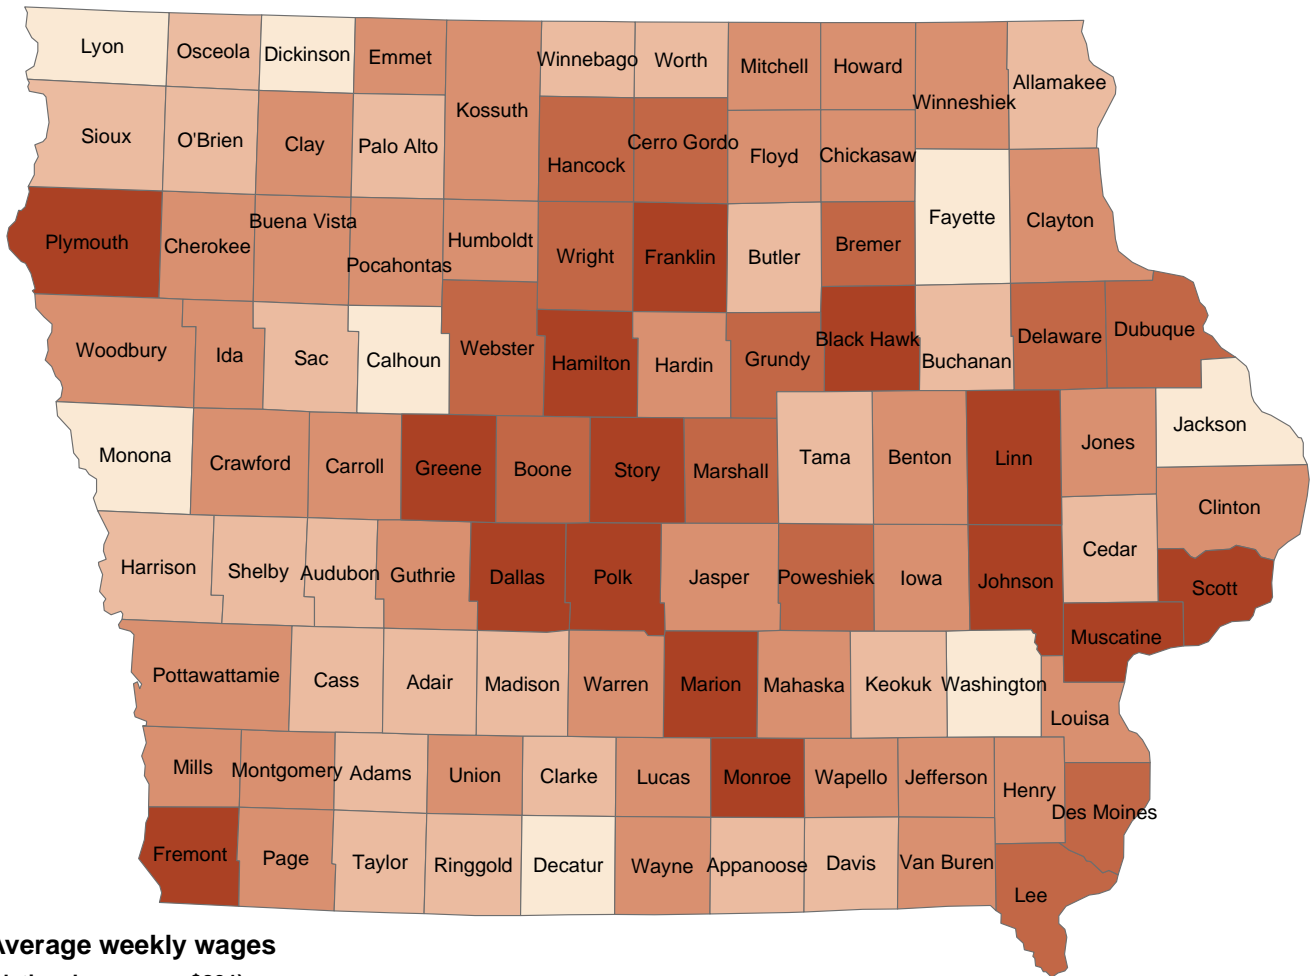 Lyon
Osceola
Dickinson
Emmet
Kossuth
Winnebago
Worth
Mitchell
Howard
Winneshiek
Allamakee
Sioux
O'Brien
Clay
Palo Alto
Hancock
Cerro Gordo
Floyd
Chickasaw
Fayette
Clayton
Plymouth
Cherokee
Buena Vista
Pocahontas
Humboldt
Wright
Franklin
Butler
Bremer
Woodbury
Ida
Sac
Calhoun
Webster
Hamilton
Hardin
Grundy
Black Hawk
Buchanan
Delaware
Dubuque
Jackson
Monona
Crawford
Carroll
Greene
Boone
Story
Marshall
Tama
Benton
Linn
Jones
Clinton
Harrison
Shelby
Audubon
Guthrie
Dallas
Polk
Jasper
Poweshiek
Iowa
Johnson
Cedar
Scott
Muscatine
Pottawattamie
Cass
Adair
Madison
Warren
Marion
Mahaska
Keokuk
Washington
Louisa
Mills
Montgomery
Adams
Union
Clarke
Lucas
Monroe
Wapello
Jefferson
Henry
Des Moines
Fremont
Page
Taylor
Ringgold
Decatur
Wayne
Appanoose
Davis
Van Buren
Lee
Average weekly wages